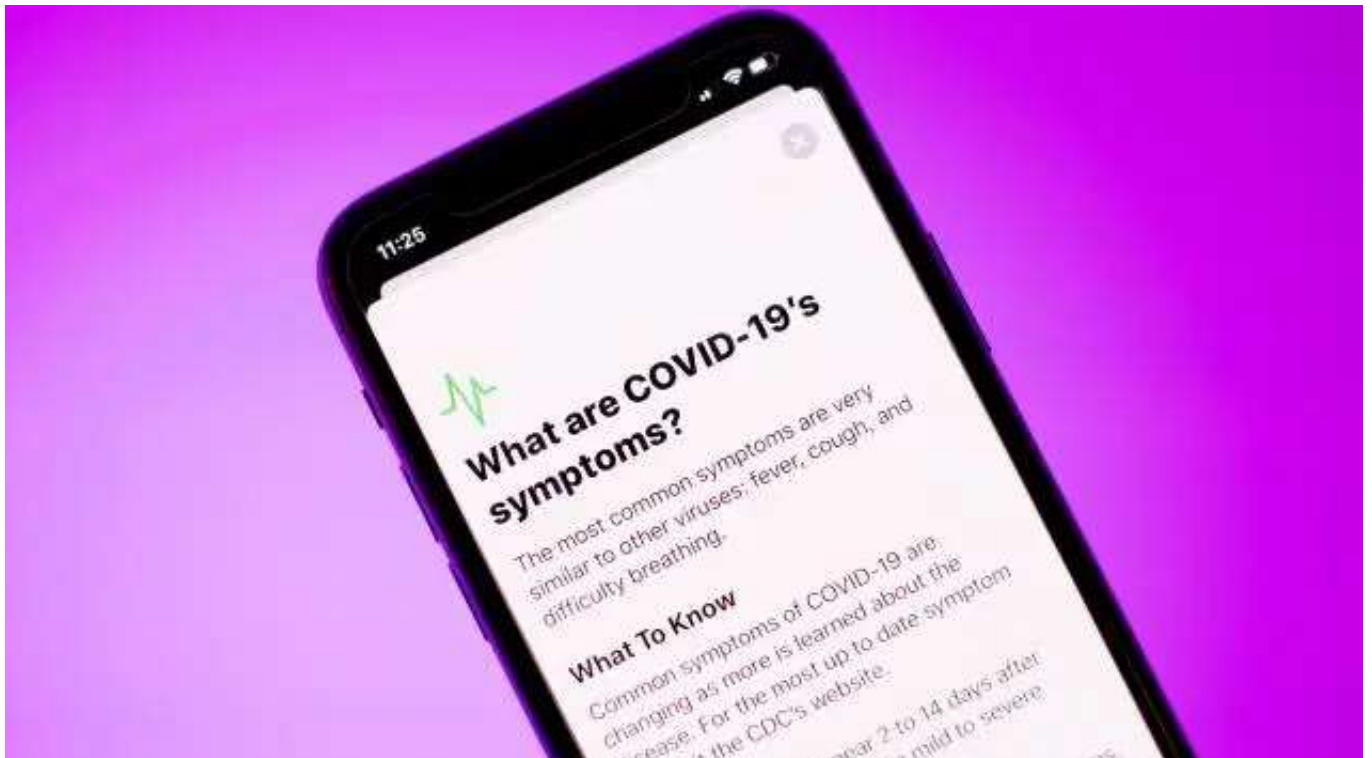 11:25
What are COVID-19's
symptoms?
The most common symptoms are very
similar to other viruses; fever, cough, and
difficulty breathing.
What To Know
Common symptoms of COVID-19 are
changing as more is learned about the
disease. For the most up to date symptom
the CDC's website.
2 to 14 days after
mild to severe